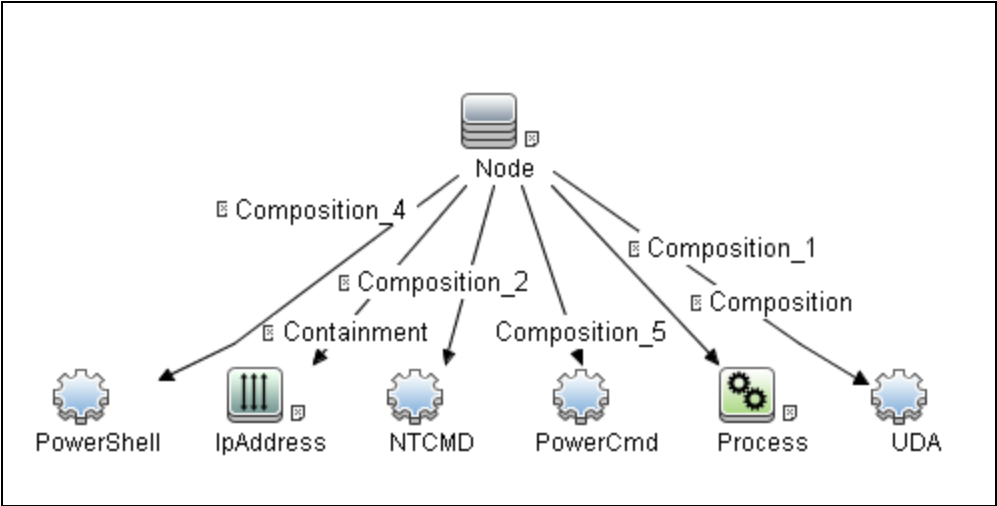 Node
Composition_4
Composition_1
Composition_2
Composition
Containment
Composition_5
PowerShell
IpAddress
NTCMD
PowerCmd
Process
UDA